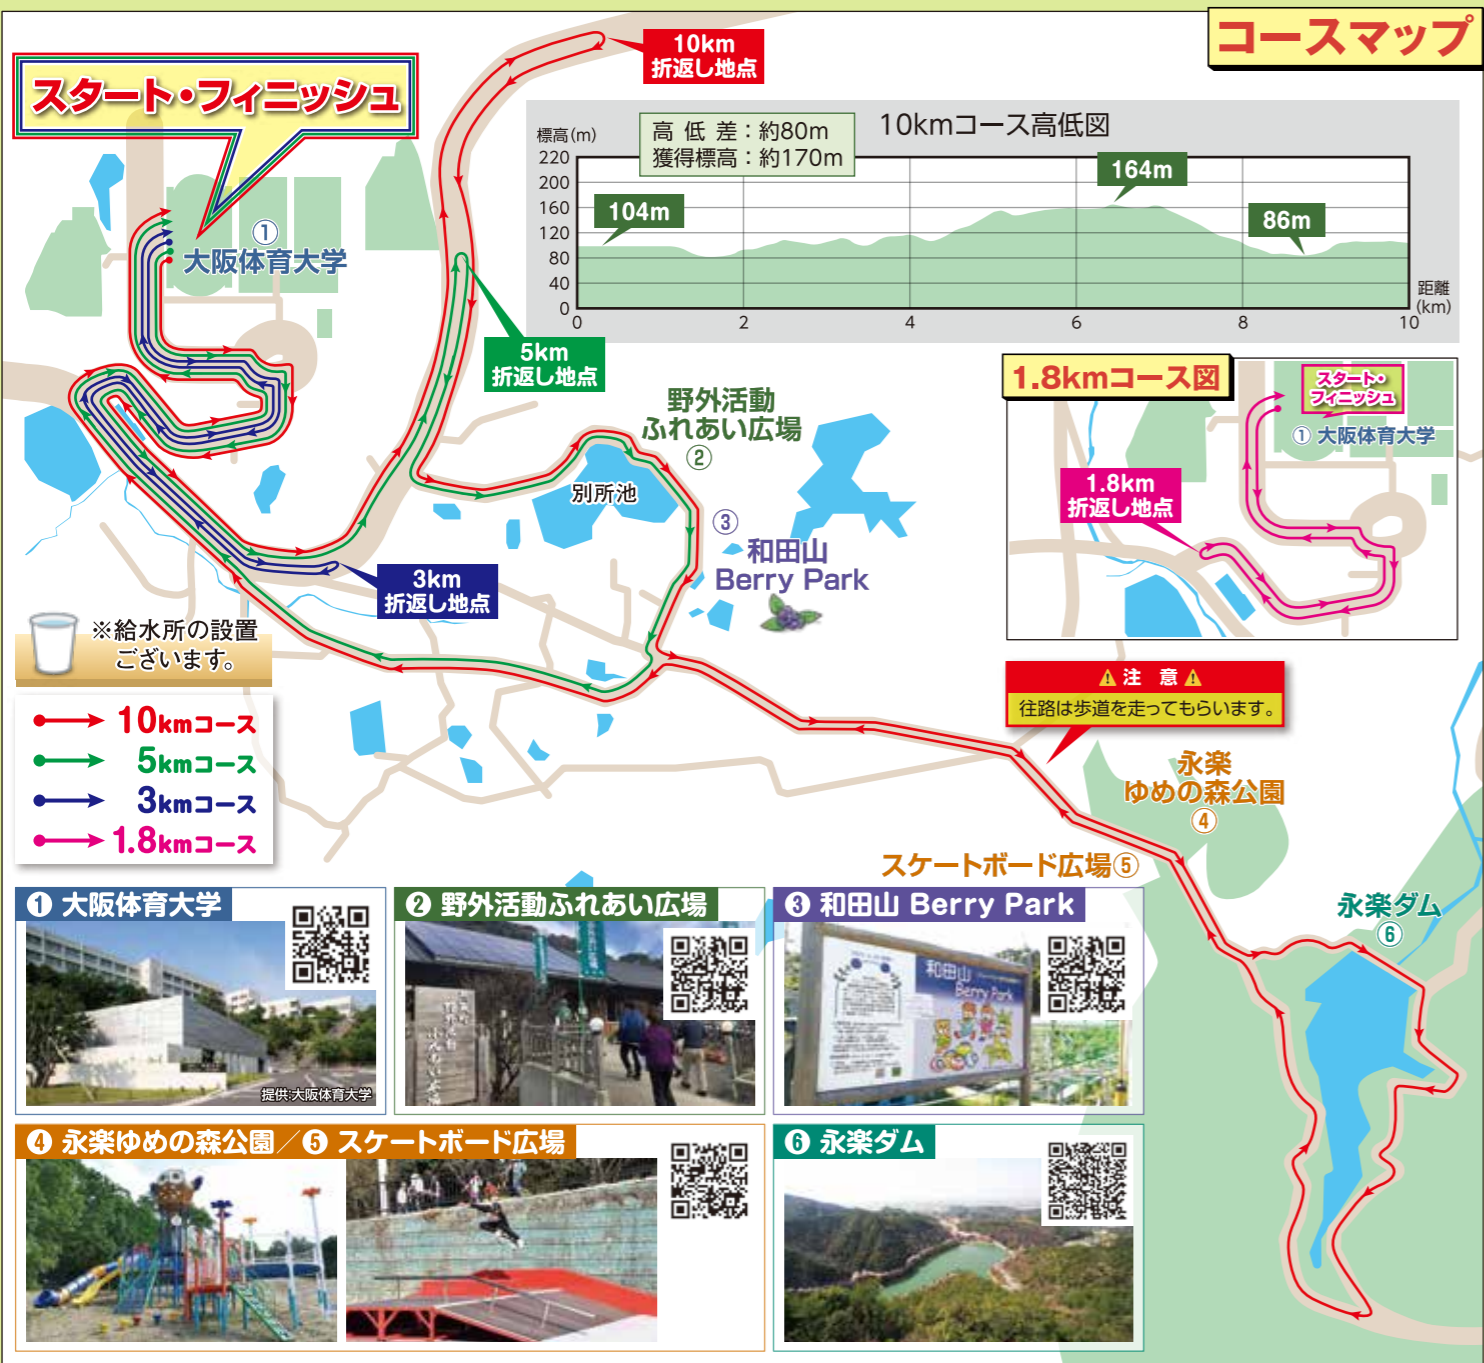 コースマップ
スタート・フィニッシュ
10km
折返し地点
10kmコース高低図
標高(m)
高 低 差：約80m
獲得標高：約170m
220
200
160
120
80
40
0
104m
164m
86m
0
2
4
6
8
10
距離
(km)
①
大阪体育大学
5km
折返し地点
1.8kmコース図
スタート・
フィニッシュ
① 大阪体育大学
1.8km
折返し地点
野外活動
ふれあい広場
②
別所池
③
和田山
Berry Park
3km
折返し地点
※給水所の設置
ございます。
10kmコース
5kmコース
3kmコース
1.8kmコース
注 意
往路は歩道を走ってもらいます。
永楽
ゆめの森公園
④
スケートボード広場⑤
永楽ダム
⑥
❶ 大阪体育大学
提供:大阪体育大学
❷ 野外活動ふれあい広場
❸ 和田山 Berry Park
和田山
Berry Park
❹ 永楽ゆめの森公園／❺ スケートボード広場
❻ 永楽ダム